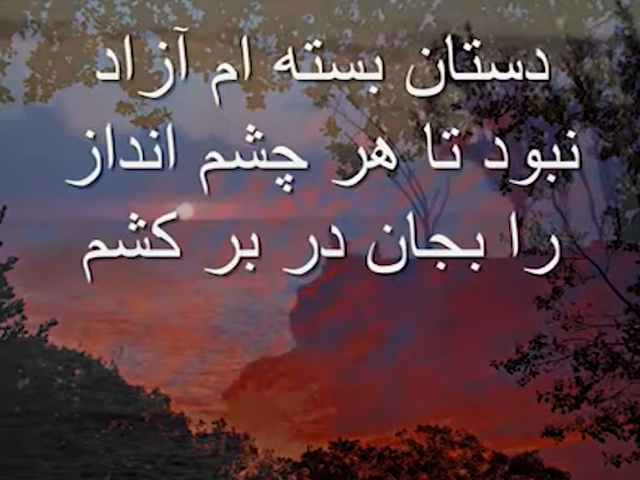 دستان بسته ام آزاد
نبود تا هر چشم انداز
را بجان در بر کشم